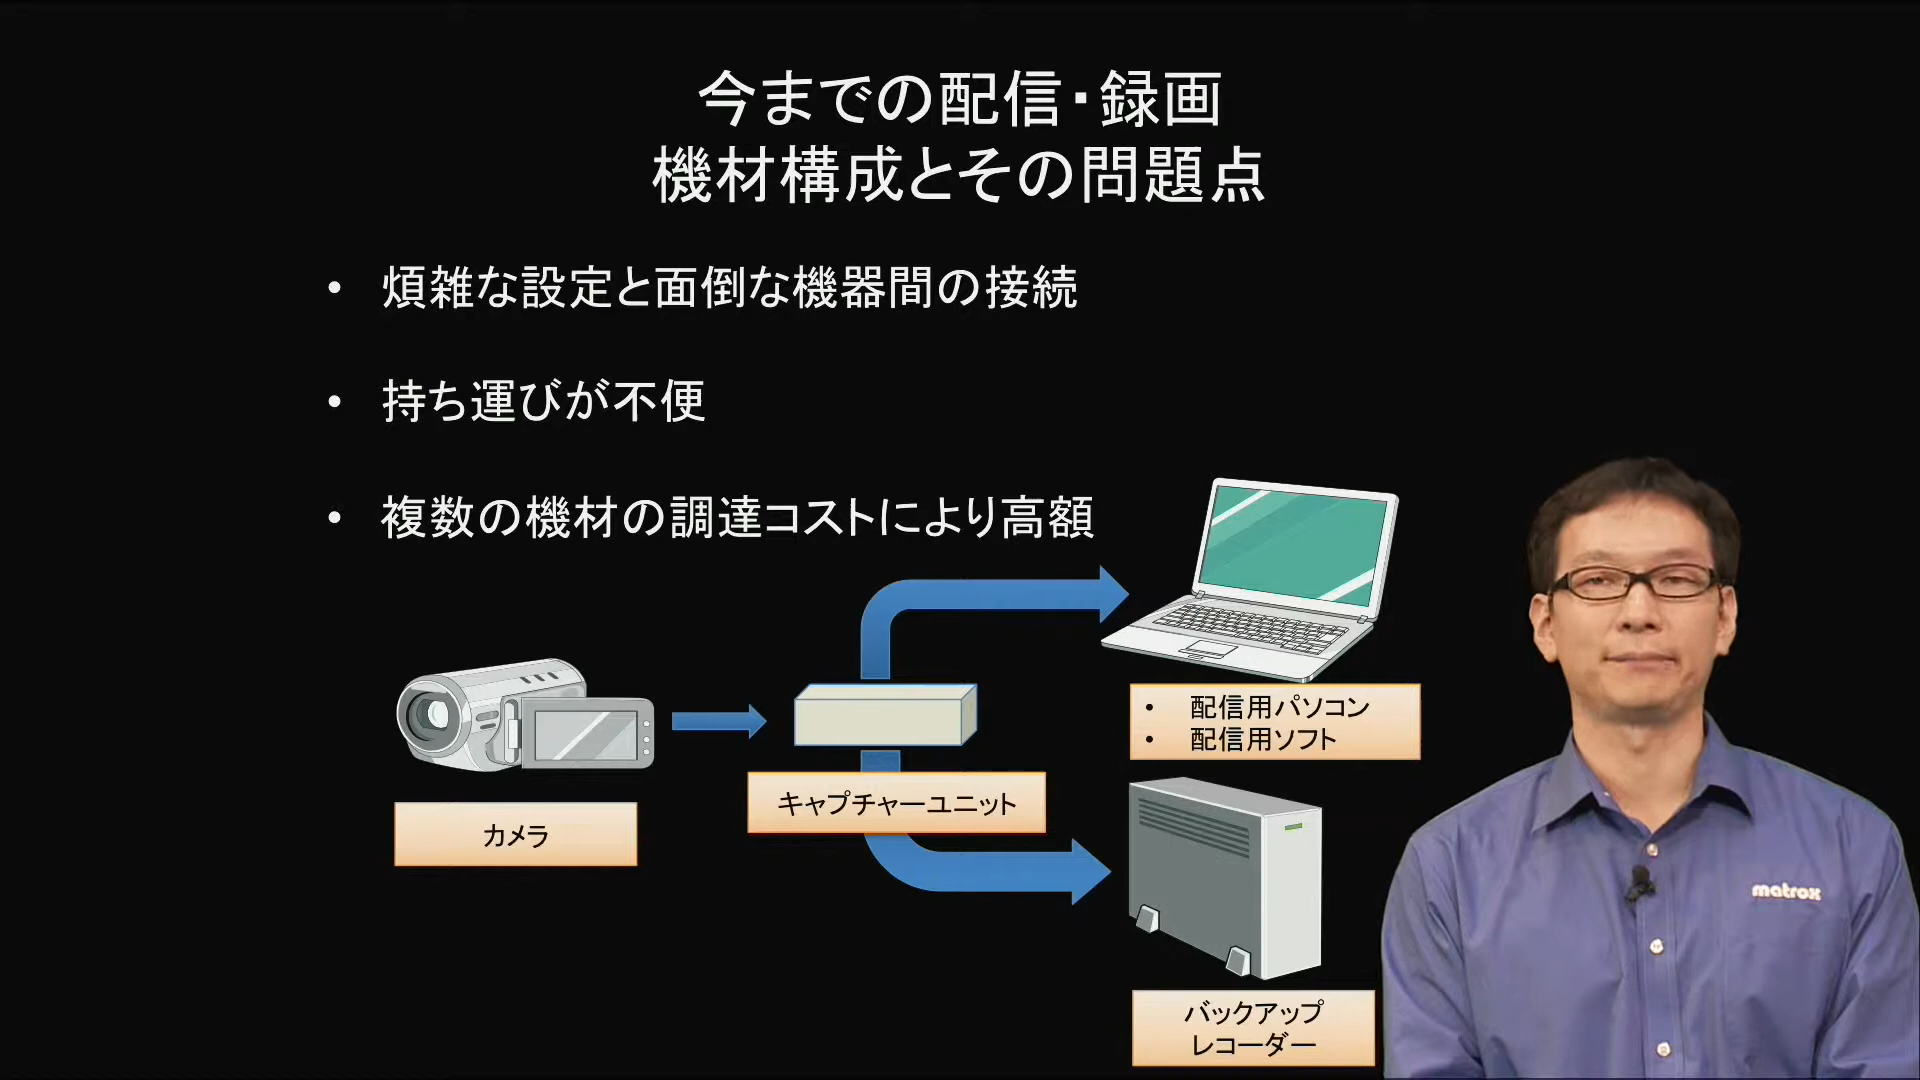 今までの配信・録画
機材構成とその問題点
• 煩雑な設定と面倒な機器間の接続
• 持ち運びが不便
• 複数の機材の調達コストにより高額
カメラ
キャプチャーユニット
• 配信用パソコン
• 配信用ソフト
バックアップ
レコーダー
matrox